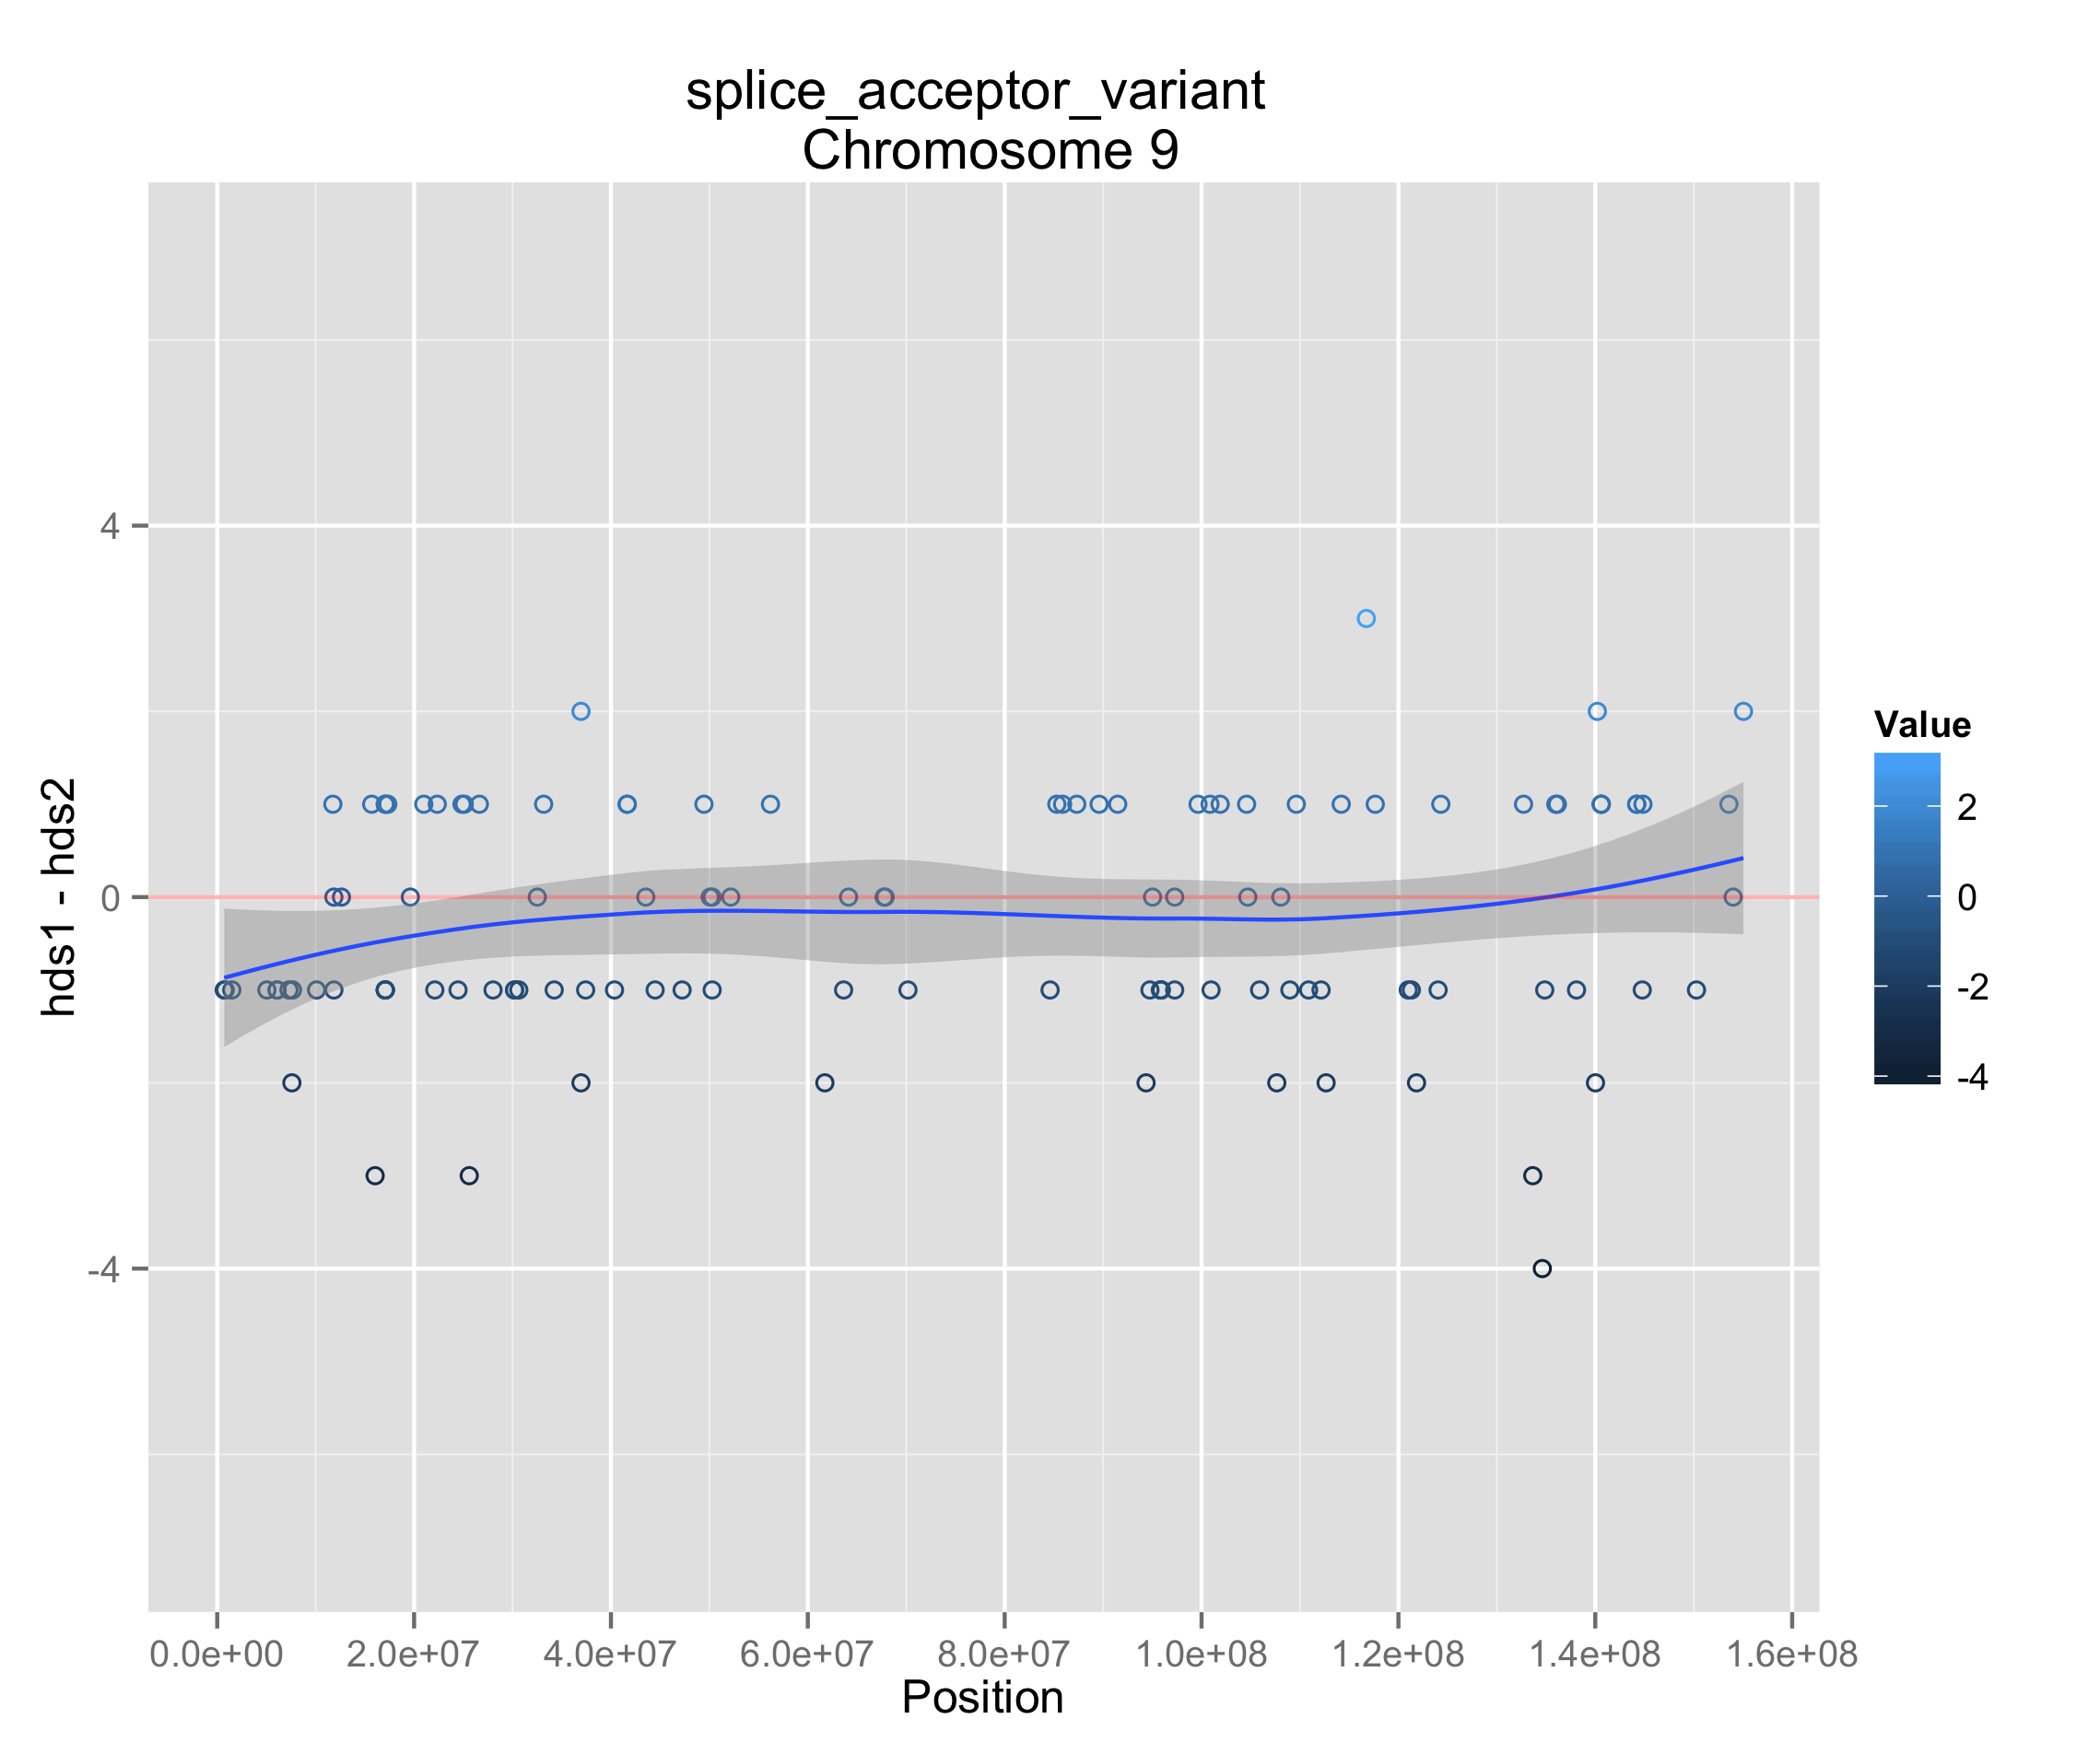 splice_acceptor_variant
Chromosome 9
hds1 - hds2
4
0
-4
0.0e+00 2.0e+07 4.0e+07 6.0e+07 8.0e+07 1.0e+08 1.2e+08 1.4e+08 1.6e+08
Position
Value
2
0
-2
-4